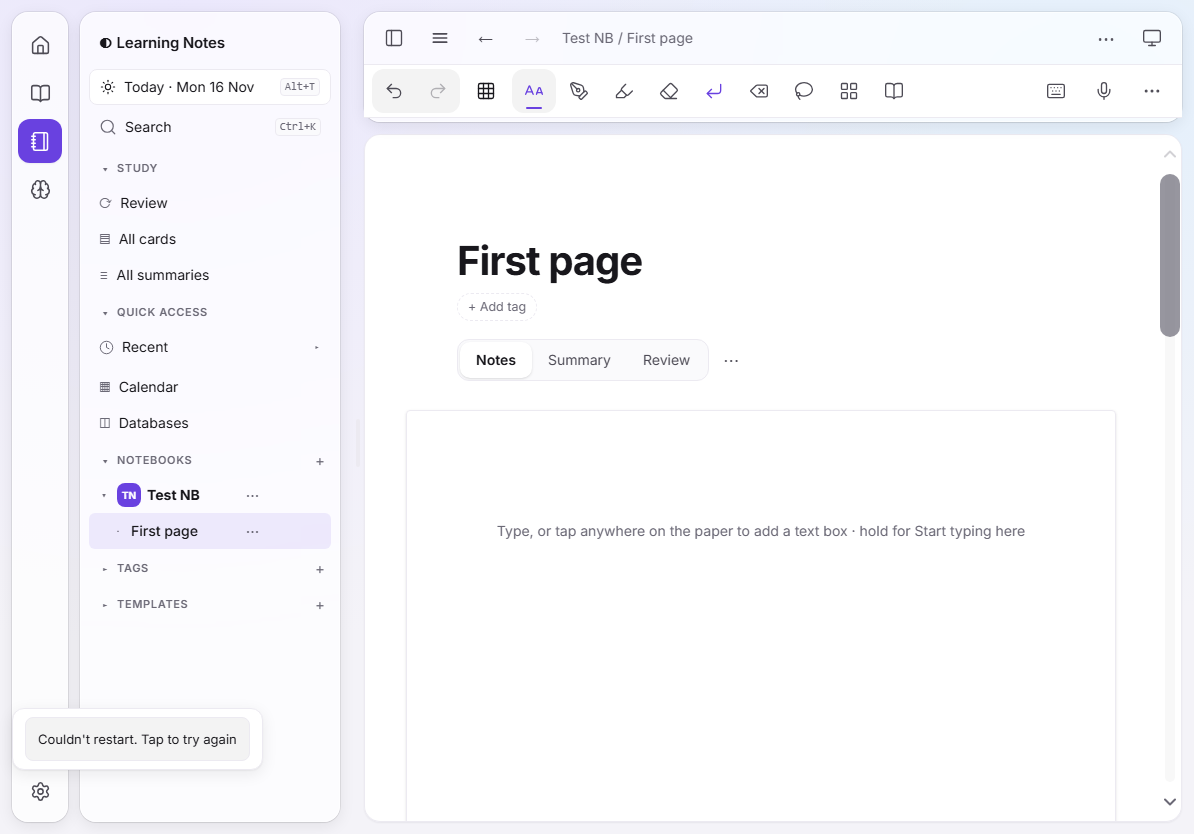 Learning Notes
Today · Mon 16 Nov
Alt+T
Search
Ctrl+K
STUDY
Review
All cards
All summaries
QUICK ACCESS
Recent
Calendar
Databases
NOTEBOOKS
+
TN
Test NB
...
First page
...
TAGS
+
TEMPLATES
+
Couldn't restart. Tap to try again
Test NB / First page
...
AA
...
First page
+ Add tag
Notes
Summary
Review
...
Type, or tap anywhere on the paper to add a text box · hold for Start typing here